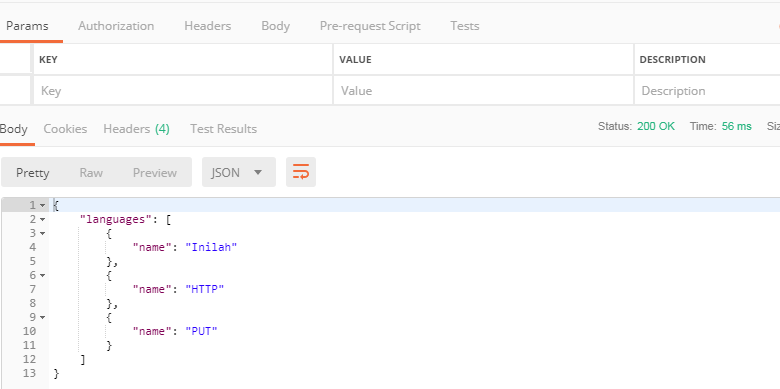 Params Authorization Headers Body Pre-request Script Tests
KEY VALUE DESCRIPTION
Key Value Description
Body Cookies Headers (4) Test Results Status: 200 OK Time: 56 ms
Pretty Raw Preview JSON
1 {
2 "languages": [
3 {
4 "name": "Inilah"
5 },
6 {
7 "name": "HTTP"
8 },
9 {
10 "name": "PUT"
11 }
12 ]
13 }